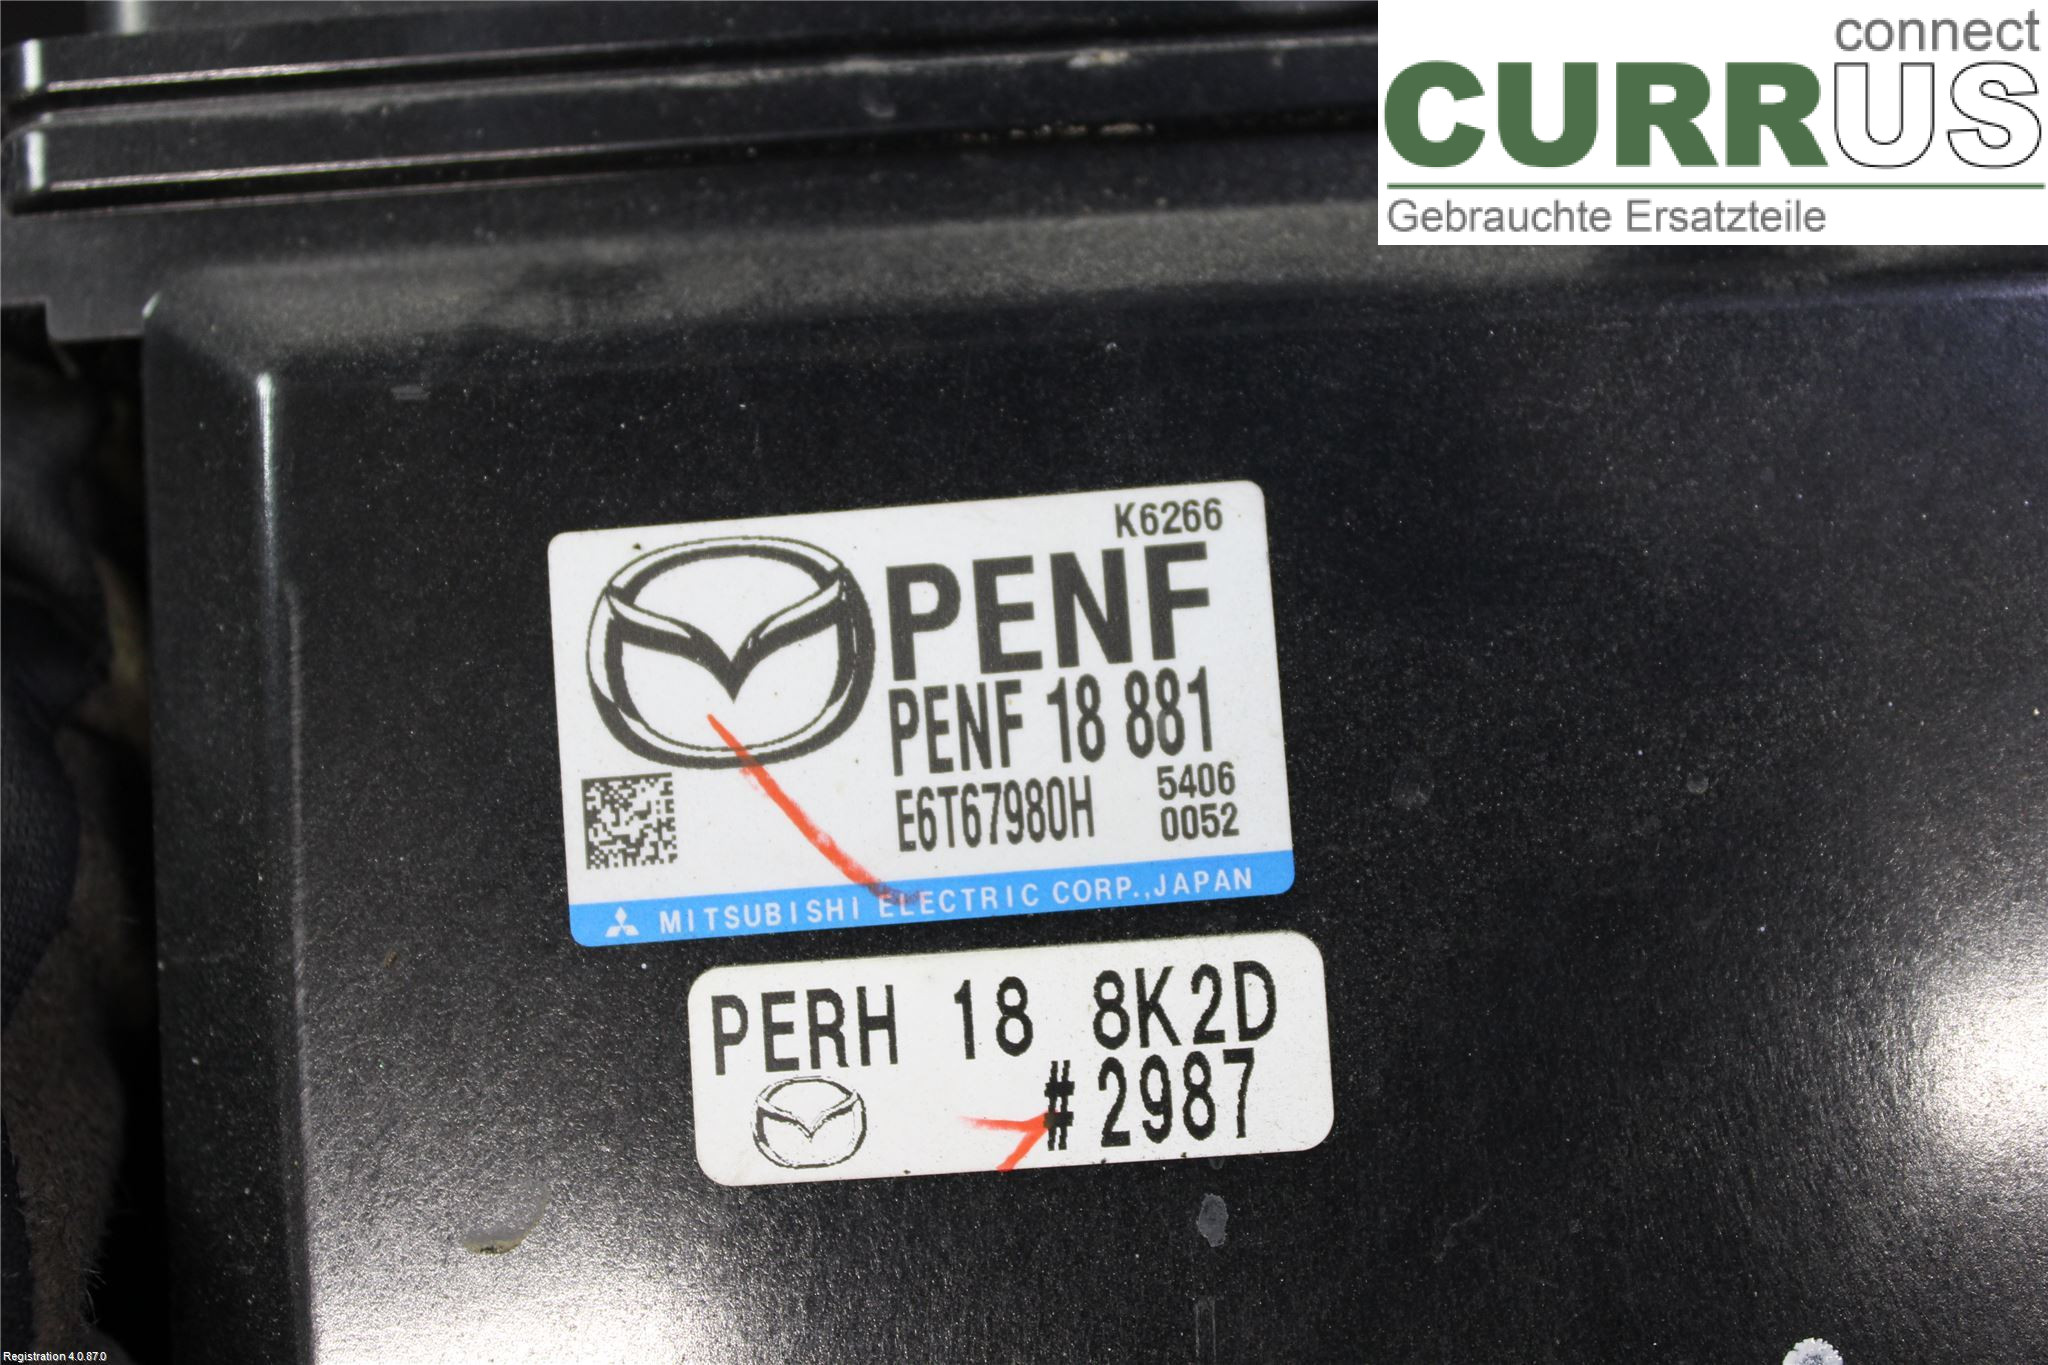 connect
CURRUS
Gebrauchte Ersatzteile
K6266
PENF
PENF 18 881
E6T67980H
5406
0052
MITSUBISHI ELECTRIC CORP.,JAPAN
PERH 18 8K2D
#2987
Registration 4.0.87.0